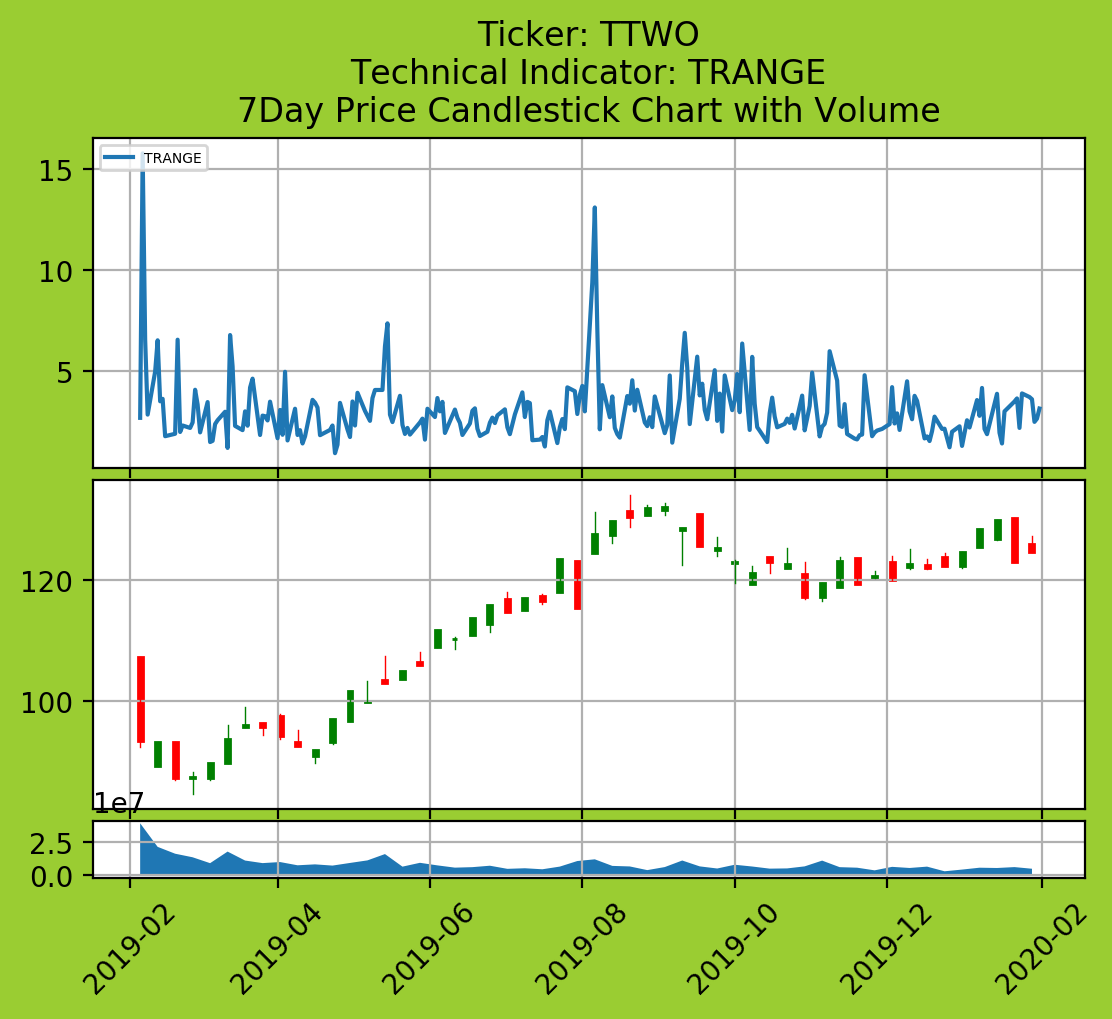 Ticker: TTWO
Technical Indicator: TRANGE
7Day Price Candlestick Chart with Volume
TRANGE
15
10
5
120
100
1e7
2.5
0.0
2019-02
2019-04
2019-06
2019-08
2019-10
2019-12
2020-02